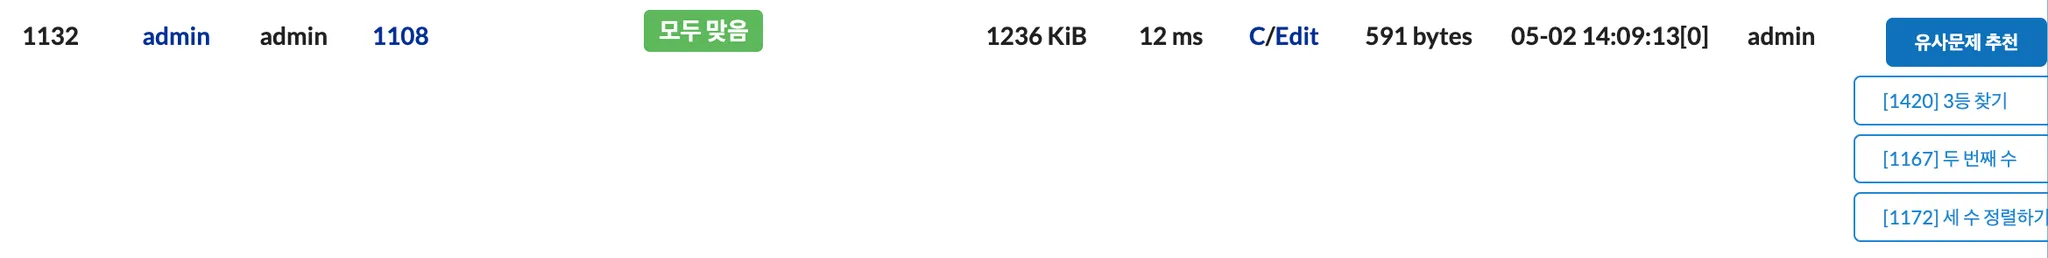 1132 admin admin 1108 모두 맞음 1236 KiB 12 ms C/Edit 591 bytes 05-02 14:09:13[0] admin 유사문제 추천
[1420] 3등 찾기
[1167] 두 번째 수
[1172] 세 수 정렬하기